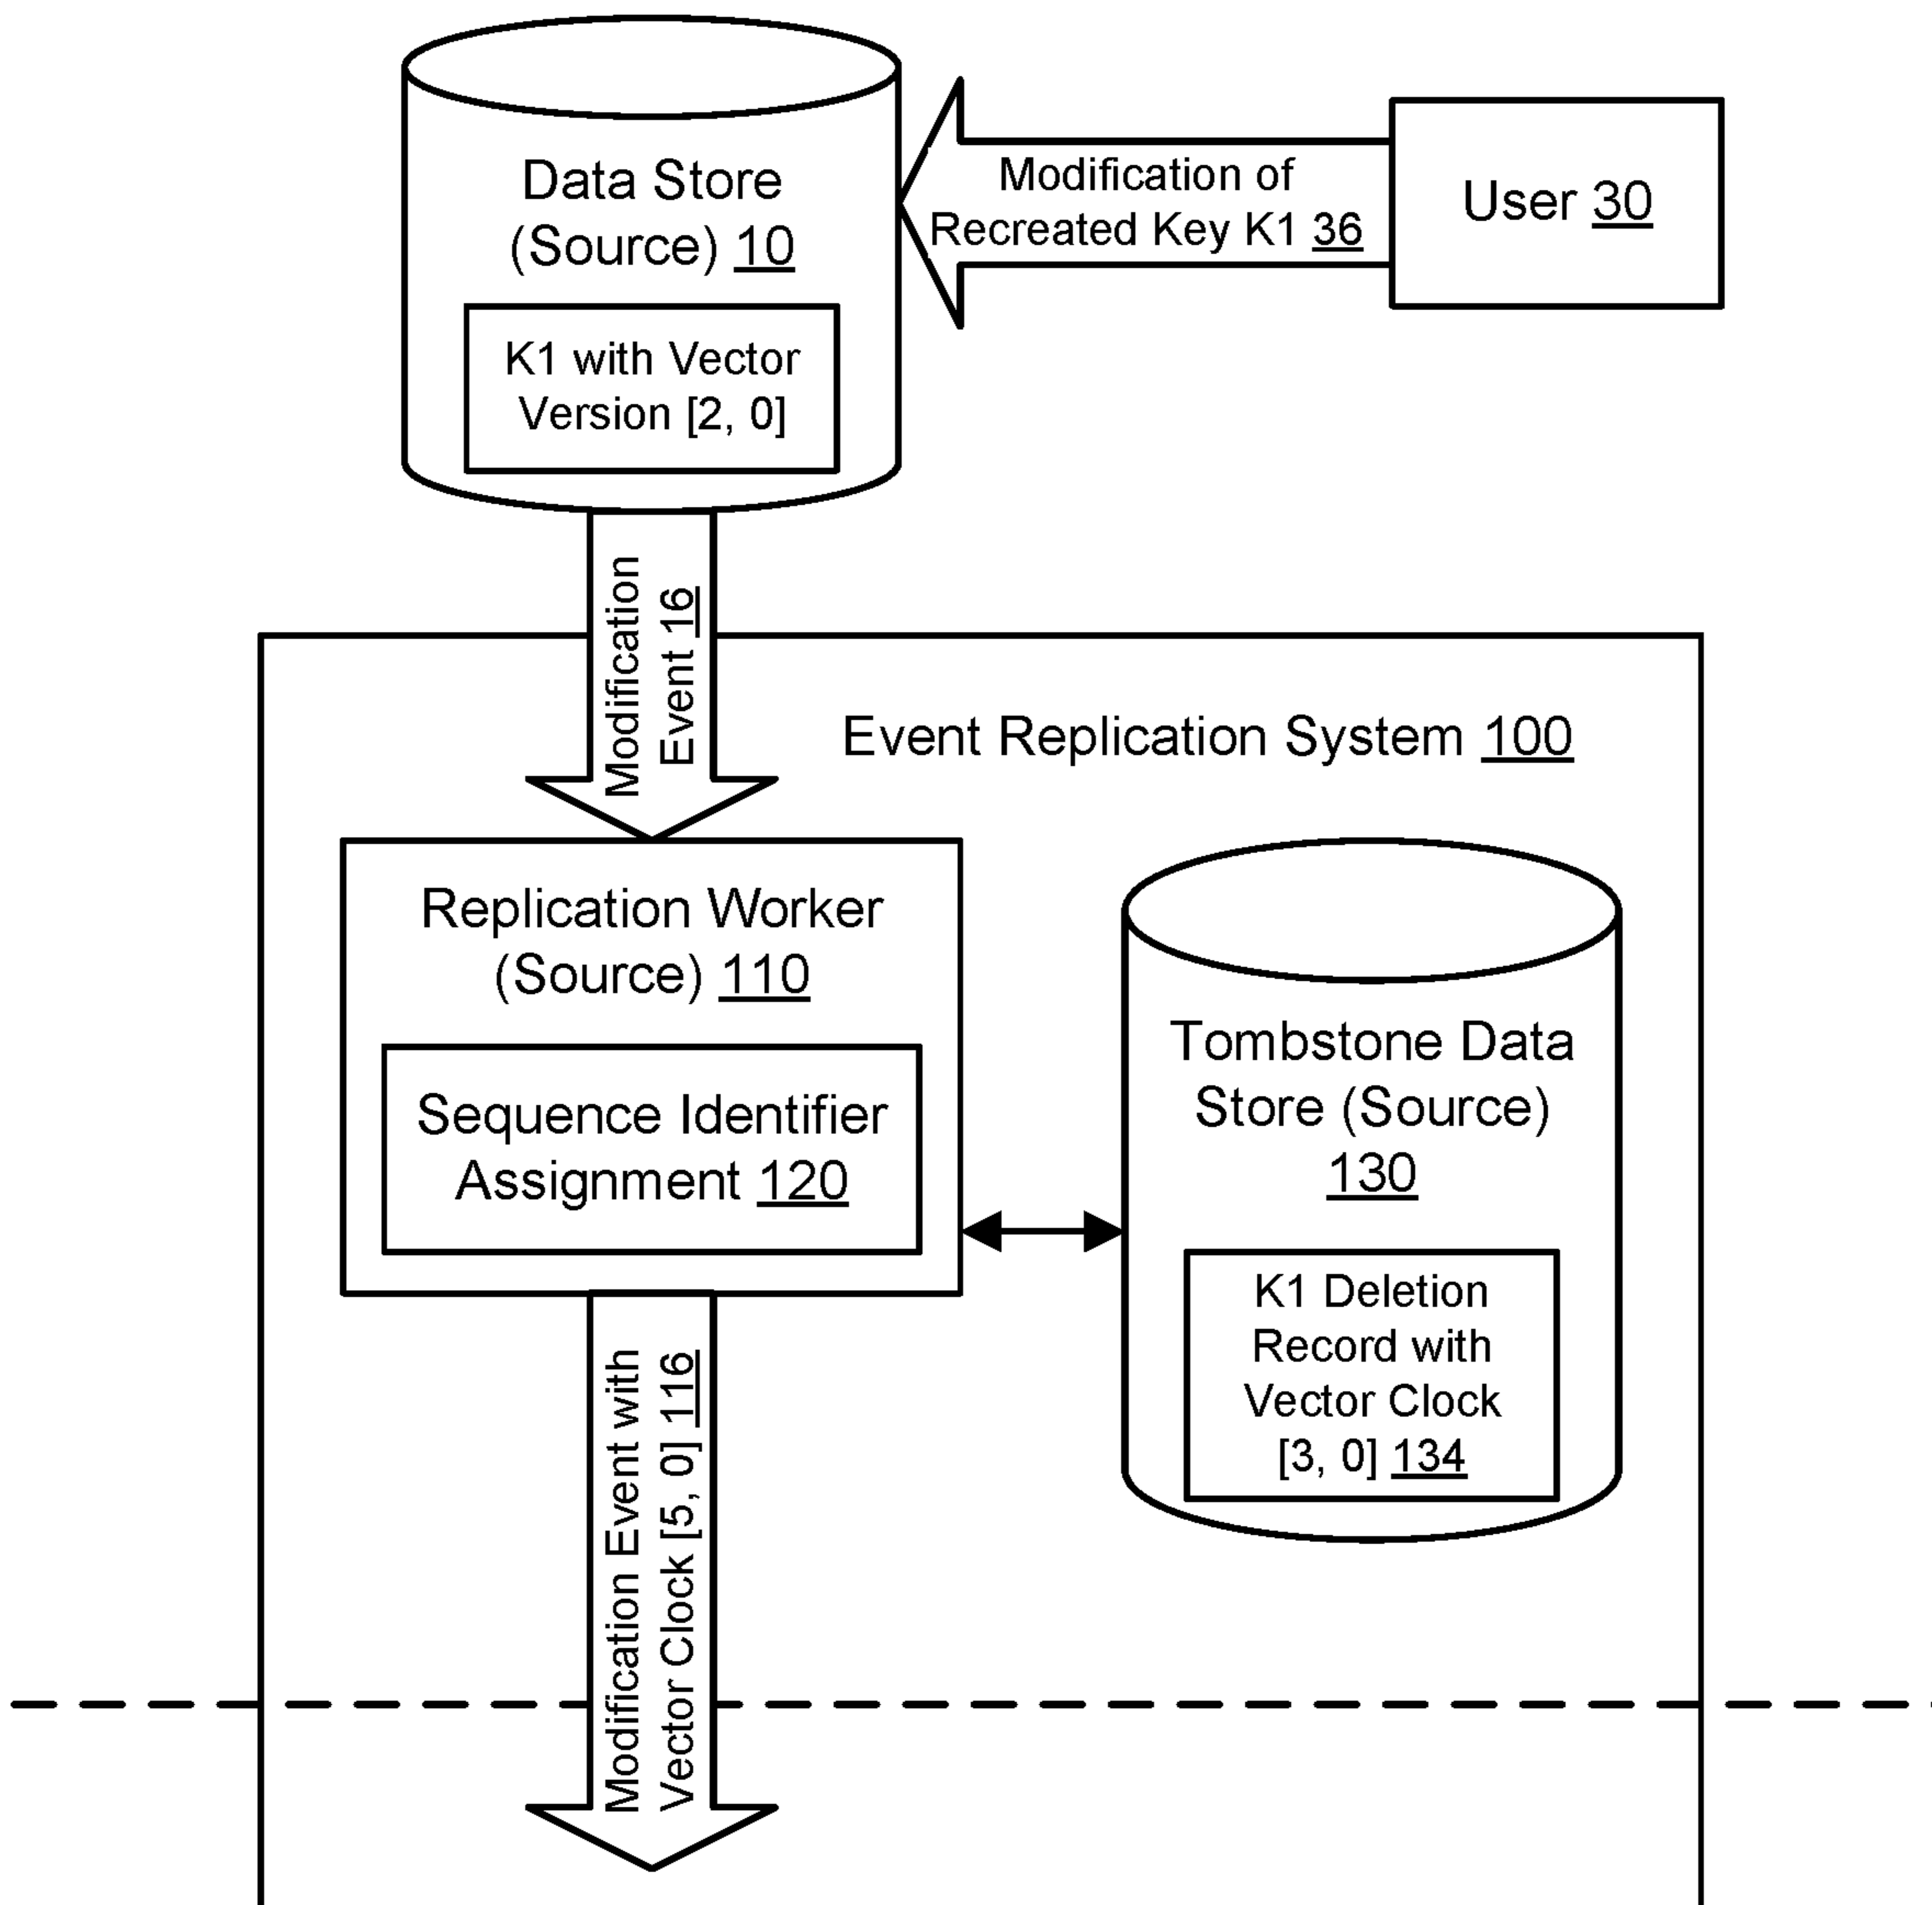 Data Store
(Source) 10
K1 with Vector
Version [2, 0]
Modification of
Recreated Key K1 36
User 30
Modification
Event 16
Event Replication System 100
Replication Worker
(Source) 110
Sequence Identifier
Assignment 120
Tombstone Data
Store (Source)
130
K1 Deletion
Record with
Vector Clock
[3, 0] 134
Modification Event with
Vector Clock [5, 0] 116